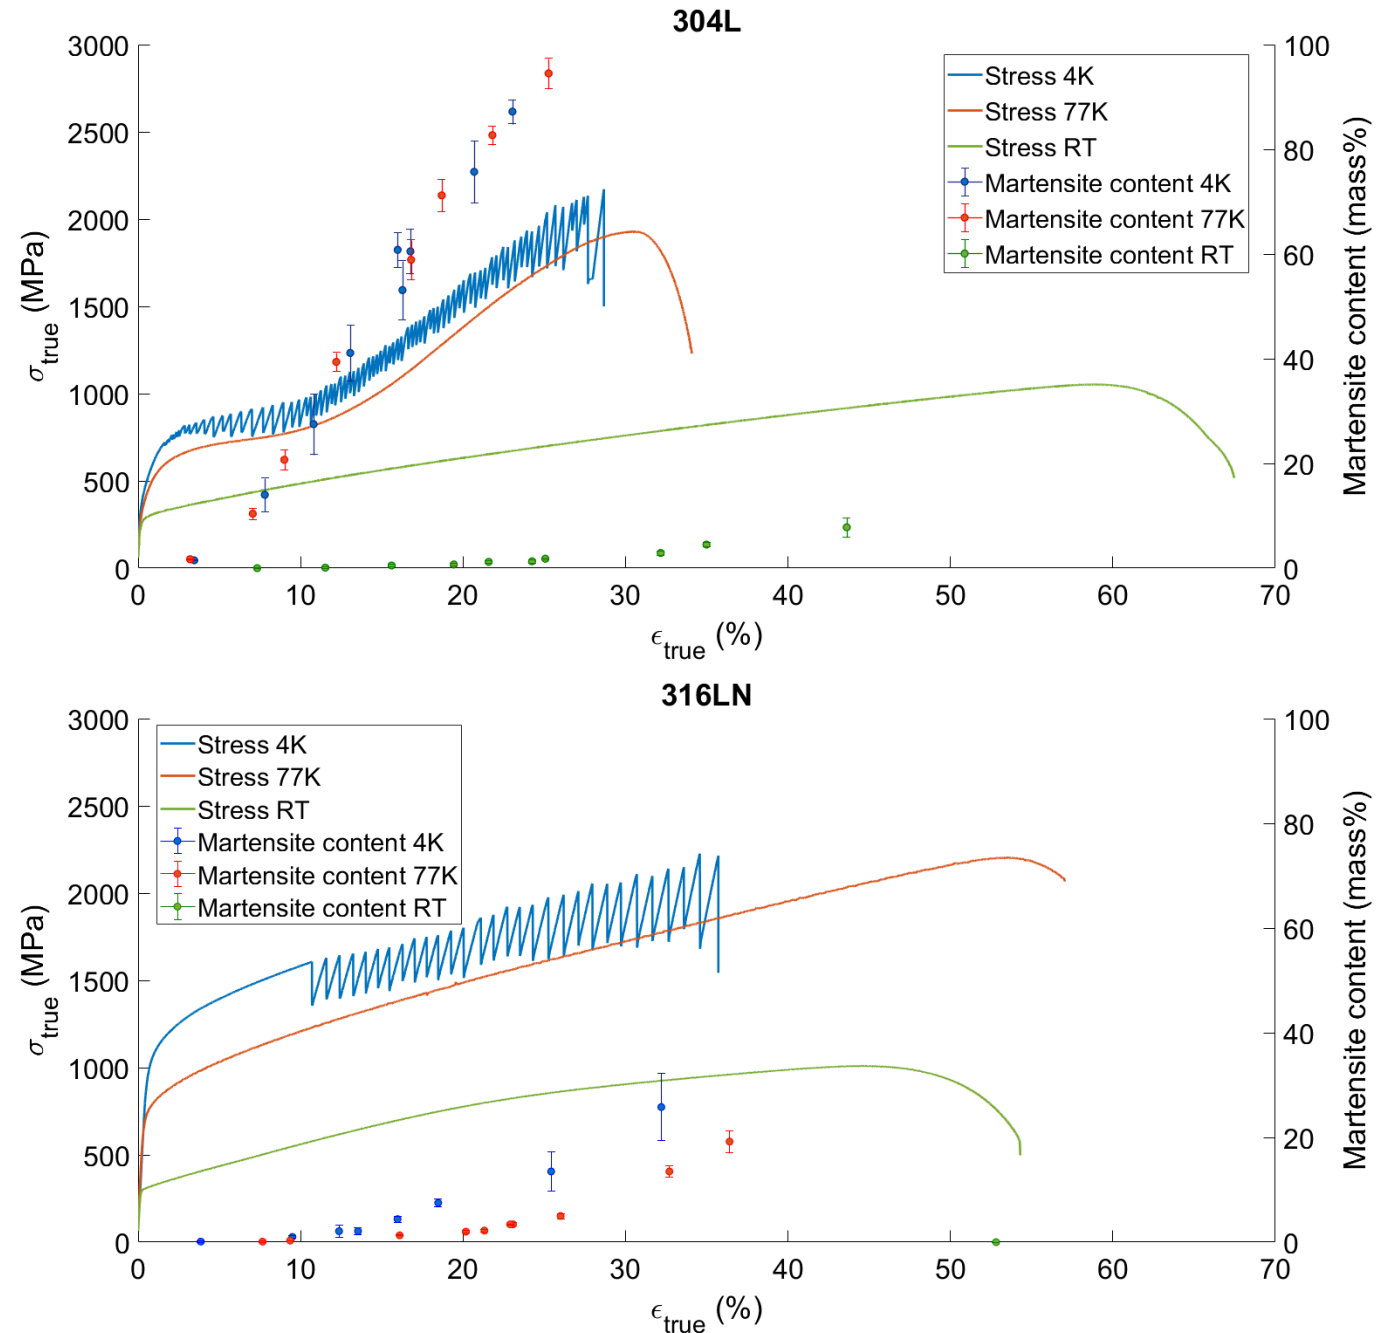 304L
3000
2500
2000
1500
1000
500
0
σtrue (MPa)
100
80
60
40
20
0
Martensite content (mass%)
Stress 4K
Stress 77K
Stress RT
Martensite content 4K
Martensite content 77K
Martensite content RT
0 10 20 30 40 50 60 70
ϵtrue (%)
316LN
3000
2500
2000
1500
1000
500
0
σtrue (MPa)
Stress 4K
Stress 77K
Stress RT
Martensite content 4K
Martensite content 77K
Martensite content RT
100
80
60
40
20
0
Martensite content (mass%)
0 10 20 30 40 50 60 70
ϵtrue (%)